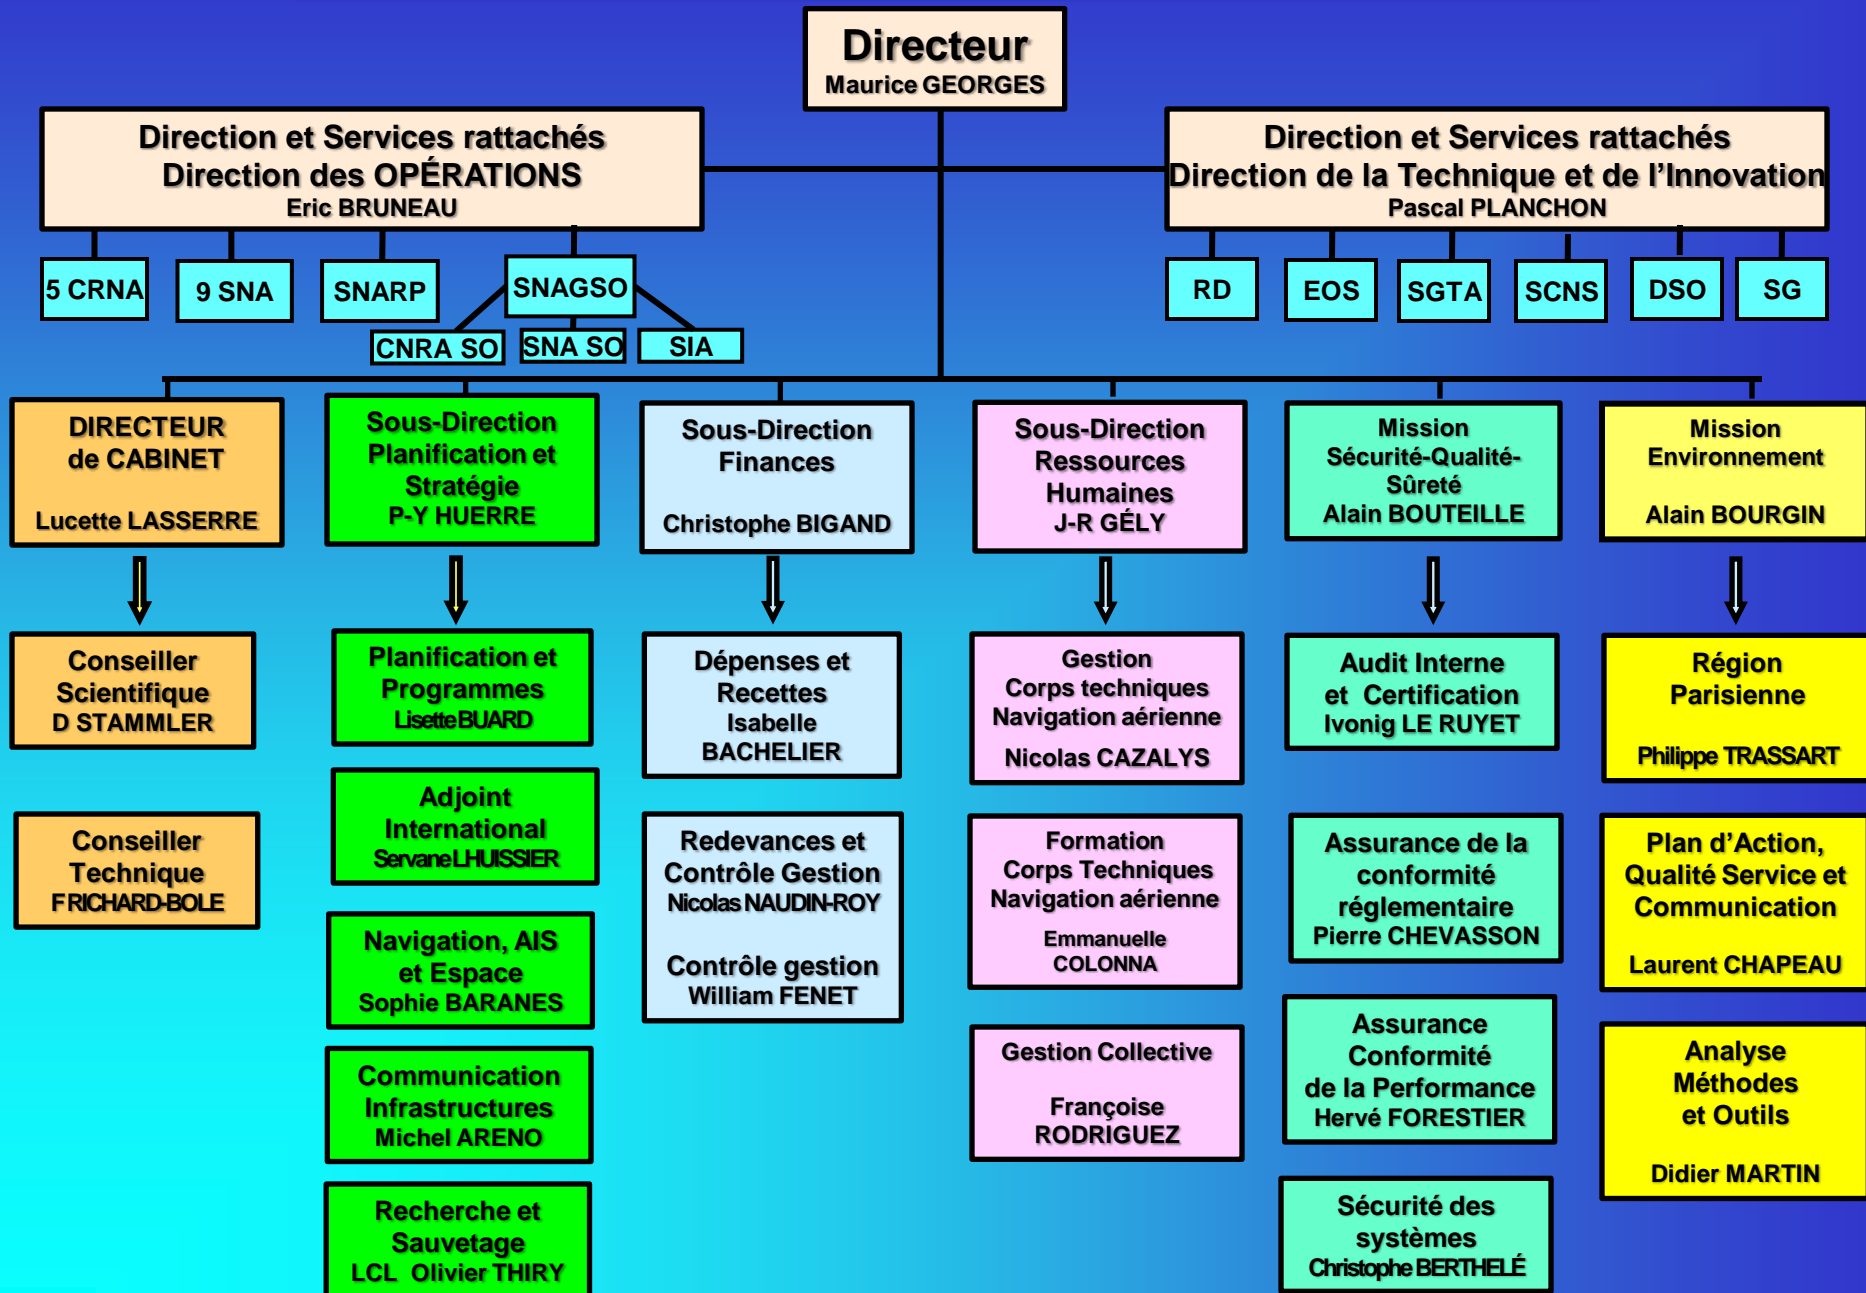 Directeur
Maurice GEORGES
Direction et Services rattachés
Direction des OPÉRATIONS
Eric BRUNEAU
Direction et Services rattachés
Direction de la Technique et de l’Innovation
Pascal PLANCHON
5 CRNA
9 SNA
SNARP
SNAGSO
CNRA SO
SNA SO
SIA
RD
EOS
SGTA
SCNS
DSO
SG
DIRECTEUR
de CABINET
Lucette LASSERRE
Conseiller
Scientifique
D STAMMLER
Conseiller
Technique
F RICHARD-BOLE
Sous-Direction
Planification et
Stratégie
P-Y HUERRE
Planification et
Programmes
Lisette BUARD
Adjoint
International
Servane LHUISSIER
Navigation, AIS
et Espace
Sophie BARANES
Communication
Infrastructures
Michel ARENO
Recherche et
Sauvetage
LCL Olivier THIRY
Sous-Direction
Finances
Christophe BIGAND
Dépenses et
Recettes
Isabelle
BACHELIER
Redevances et
Contrôle Gestion
Nicolas NAUDIN-ROY
Contrôle gestion
William FENET
Sous-Direction
Ressources
Humaines
J-R GÉLY
Gestion
Corps techniques
Navigation aérienne
Nicolas CAZALYS
Formation
Corps Techniques
Navigation aérienne
Emmanuelle
COLONNA
Gestion Collective
Françoise
RODRIGUEZ
Mission
Sécurité-Qualité-
Sûreté
Alain BOUTEILLE
Audit Interne
et Certification
Ivonig LE RUYET
Assurance de la
conformité
réglementaire
Pierre CHEVASSON
Assurance
Conformité
de la Performance
Hervé FORESTIER
Sécurité des
systèmes
Christophe BERTHELÉ
Mission
Environnement
Alain BOURGIN
Région
Parisienne
Philippe TRASSART
Plan d’Action,
Qualité Service et
Communication
Laurent CHAPEAU
Analyse
Méthodes
et Outils
Didier MARTIN